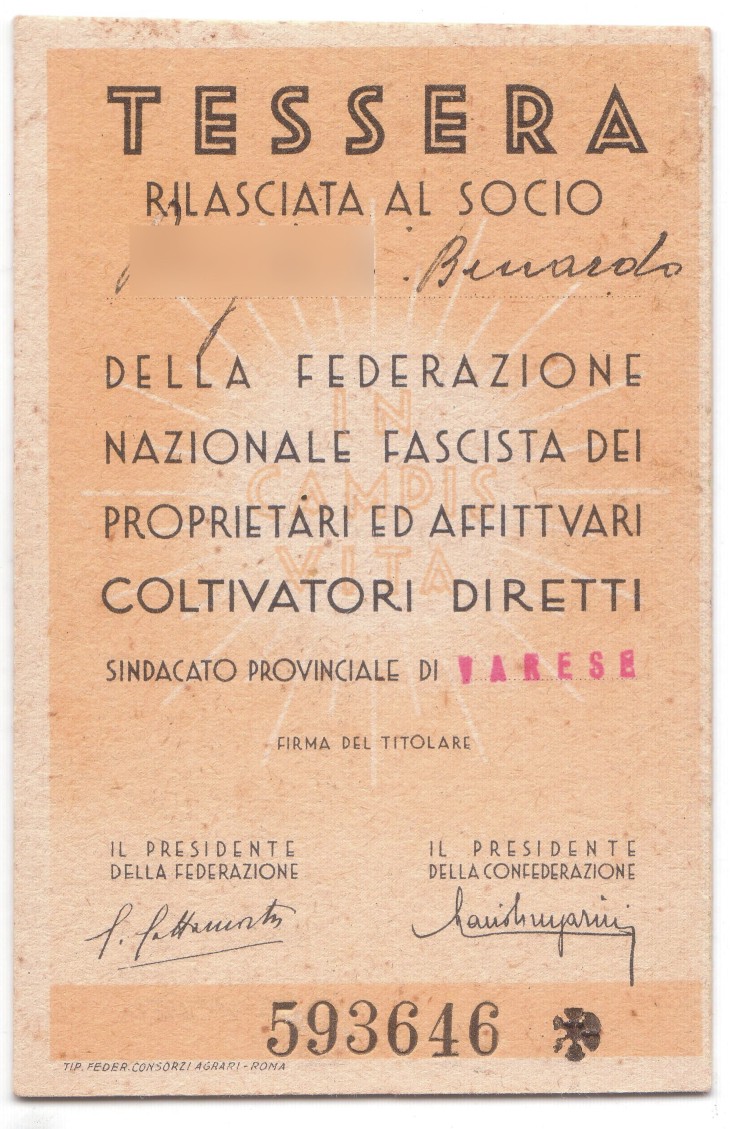 TESSERA
RILASCIATA AL SOCIO
Bernardo
DELLA FEDERAZIONE
NAZIONALE FASCISTA DEI
PROPRIETARI ED AFFITTVARI
COLTIVATORI DIRETTI
IN
CAMPIS
VITA
SINDACATO PROVINCIALE DI VARESE
FIRMA DEL TITOLARE
IL PRESIDENTE
DELLA FEDERAZIONE
IL PRESIDENTE
DELLA CONFEDERAZIONE
593646
TIP. FEDER. CONSORZI AGRARI - ROMA